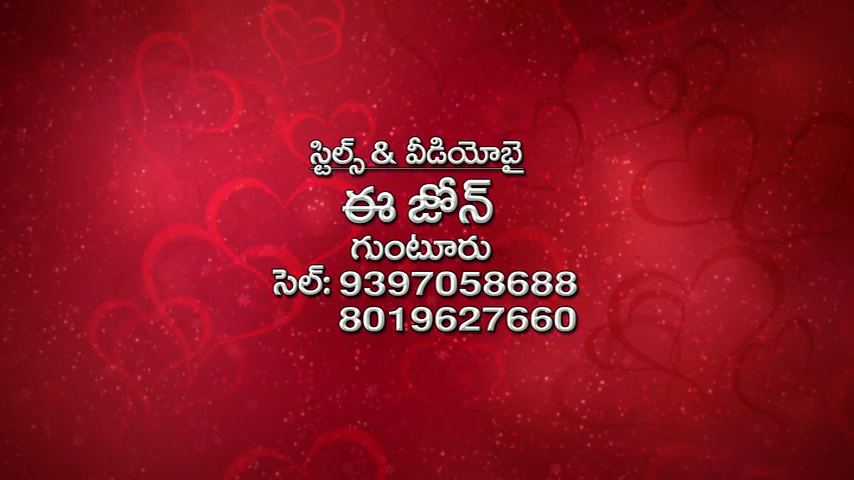 స్టిల్స్ & వీడియోబై
ఈ జోన్
గుంటూరు
సెల్: 9397058688
8019627660